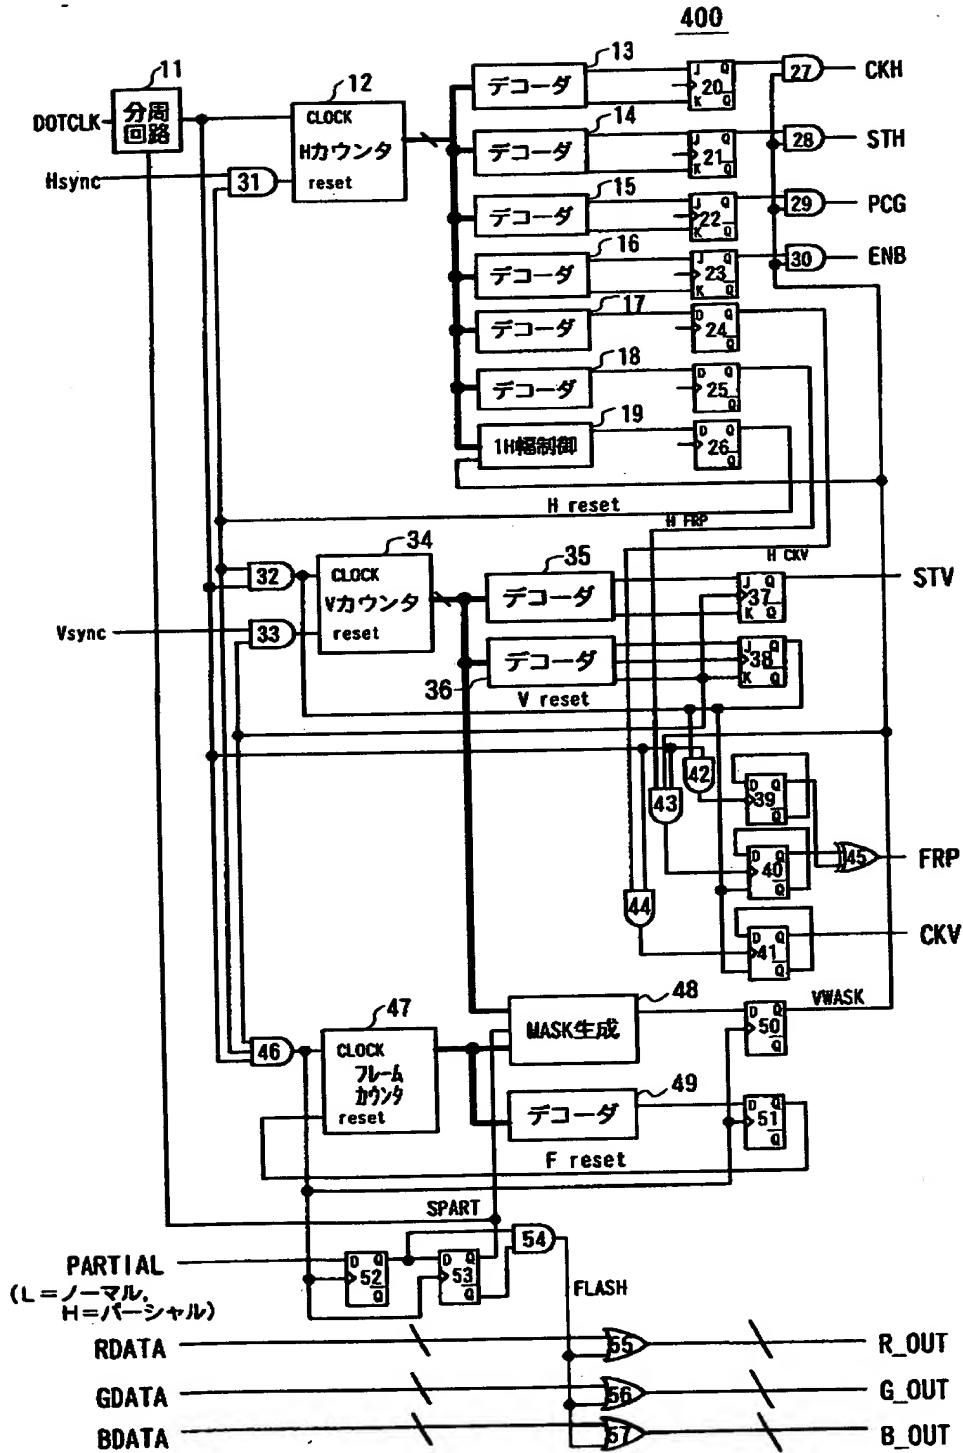 400
11
DOTCLK
分周
回路
12
CLOCK
Hカウンタ
reset
Hsync
31
13
デコーダ
J Q
20
K Q
27
CKH
14
デコーダ
J Q
21
K Q
28
STH
15
デコーダ
J Q
22
K Q
29
PCG
16
デコーダ
J Q
23
K Q
30
ENB
17
デコーダ
D Q
24
Q
18
デコーダ
D Q
25
Q
19
1H幅制御
D Q
26
Q
H reset
H FRP
H CKV
34
32
CLOCK
Vカウンタ
reset
Vsync
33
35
デコーダ
J Q
37
K Q
STV
36
デコーダ
J Q
38
K Q
V reset
42
43
44
D Q
39
Q
D Q
40
Q
45
FRP
D Q
41
Q
CKV
VWASK
47
46
CLOCK
フレーム
カウンタ
reset
48
MASK生成
D Q
50
Q
49
デコーダ
D Q
51
Q
F reset
SPART
PARTIAL
(L=ノーマル,
H=パーシャル)
D Q
52
Q
D Q
53
Q
54
FLASH
RDATA
55
R_OUT
GDATA
56
G_OUT
BDATA
57
B_OUT